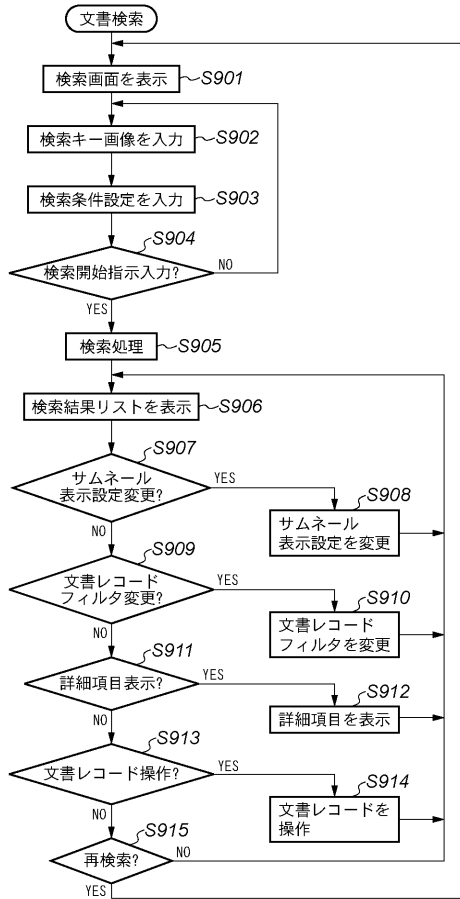 文書検索
検索画面を表示
S901
検索キー画像を入力
S902
検索条件設定を入力
S903
S904
検索開始指示入力?
NO
YES
検索処理
S905
検索結果リストを表示
S906
S907
サムネール
表示設定変更?
YES
NO
S908
サムネール
表示設定を変更
S909
文書レコード
フィルタ変更?
YES
NO
S910
文書レコード
フィルタを変更
S911
詳細項目表示?
YES
NO
S912
詳細項目を表示
S913
文書レコード操作?
YES
NO
S914
文書レコードを
操作
S915
再検索?
NO
YES